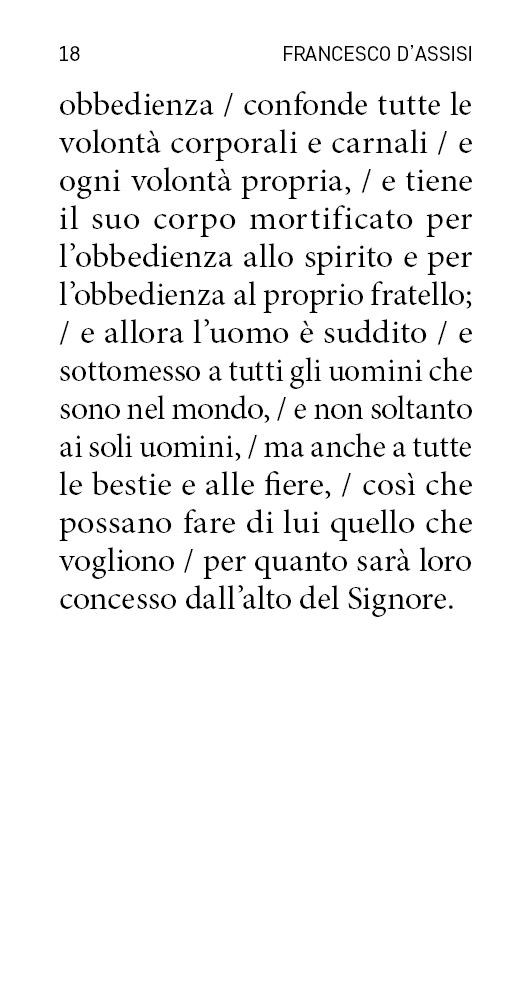 18 FRANCESCO D’ASSISI
obbedienza / confonde tutte le
volontà corporali e carnali / e
ogni volontà propria, / e tiene
il suo corpo mortificato per
l’obbedienza allo spirito e per
l’obbedienza al proprio fratello;
/ e allora l’uomo è suddito / e
sottomesso a tutti gli uomini che
sono nel mondo, / e non soltanto
ai soli uomini, / ma anche a tutte
le bestie e alle fiere, / così che
possano fare di lui quello che
vogliono / per quanto sarà loro
concesso dall’alto del Signore.